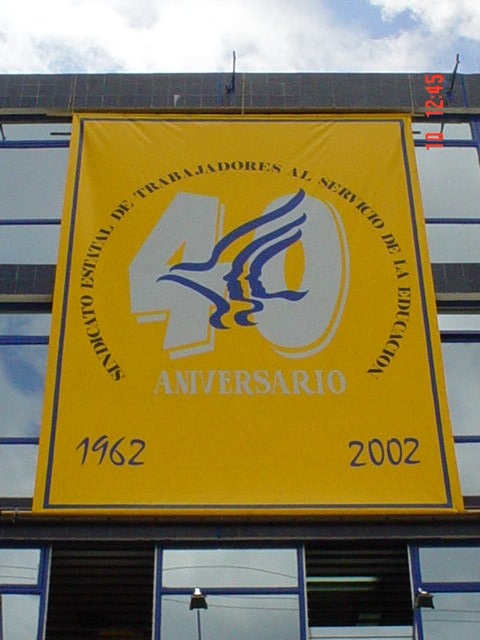 10 12:45
SINDICATO ESTATAL DE TRABAJADORES AL SERVICIO DE LA EDUCACION
40
ANIVERSARIO
1962 2002